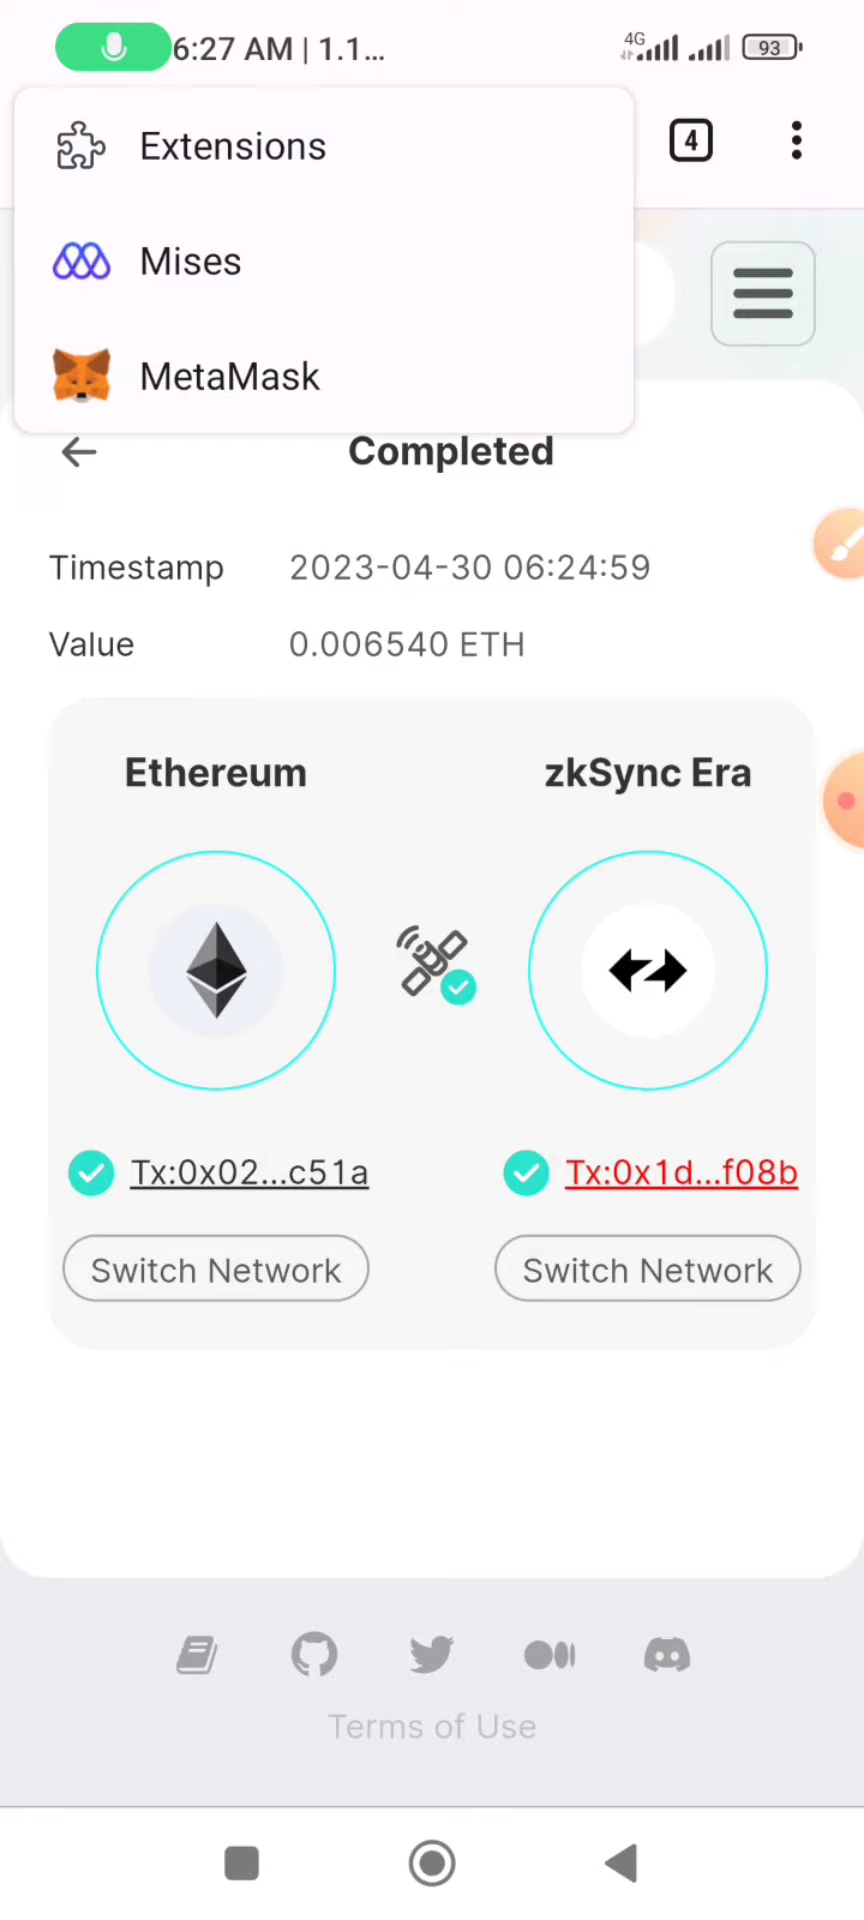 6:27 AM | 1.1...
4G
93
Extensions
4
Mises
MetaMask
Completed
Timestamp 2023-04-30 06:24:59
Value 0.006540 ETH
Ethereum zkSync Era
Tx:0x02...c51a Tx:0x1d...f08b
Switch Network Switch Network
Terms of Use